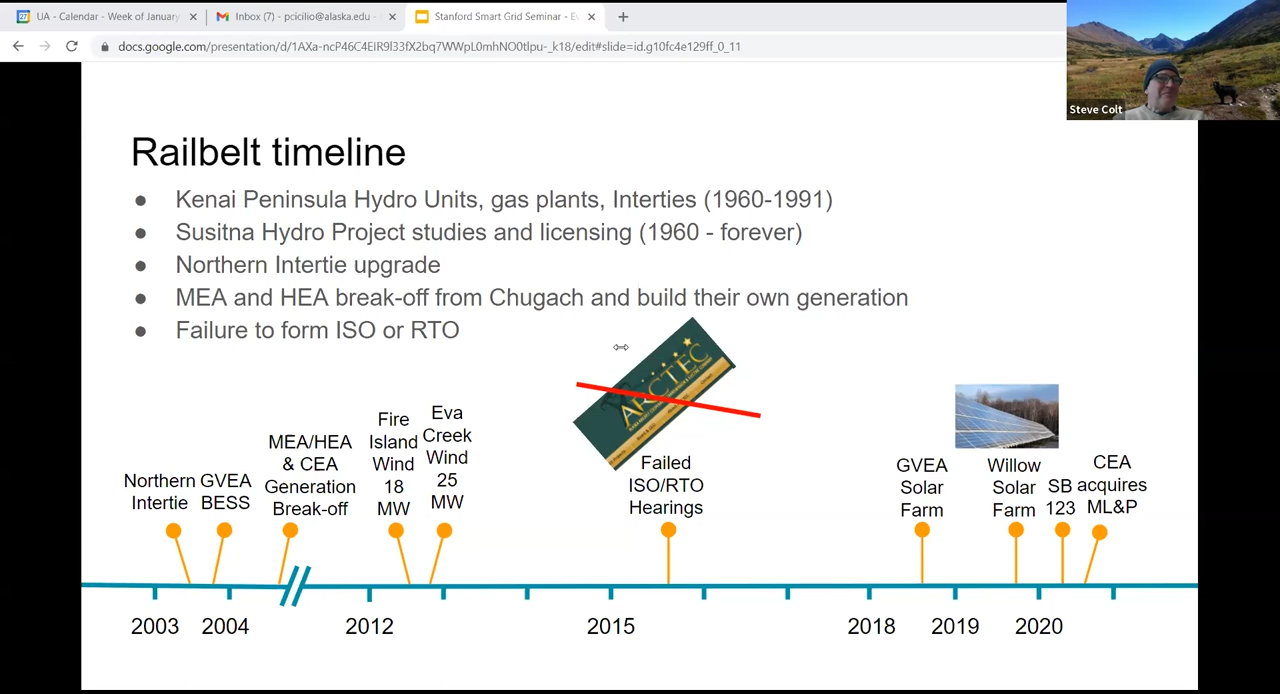 UA - Calendar - Week of January
Inbox (7) - pcicilio@alaska.edu -
Stanford Smart Grid Seminar - E
docs.google.com/presentation/d/1AXa-ncP46C4EIR9l33fX2bq7WWpL0mhNO0tlpu-_k18/edit#slide=id.g10fc4e129ff_0_11
Steve Colt
Railbelt timeline
● Kenai Peninsula Hydro Units, gas plants, Interties (1960-1991)
● Susitna Hydro Project studies and licensing (1960 - forever)
● Northern Intertie upgrade
● MEA and HEA break-off from Chugach and build their own generation
● Failure to form ISO or RTO
ARCTEC
Northern
Intertie
GVEA
BESS
MEA/HEA
& CEA
Generation
Break-off
Fire
Island
Wind
18
MW
Eva
Creek
Wind
25
MW
Failed
ISO/RTO
Hearings
GVEA
Solar
Farm
Willow
Solar
Farm
SB
123
CEA
acquires
ML&P
2003 2004 2012 2015 2018 2019 2020